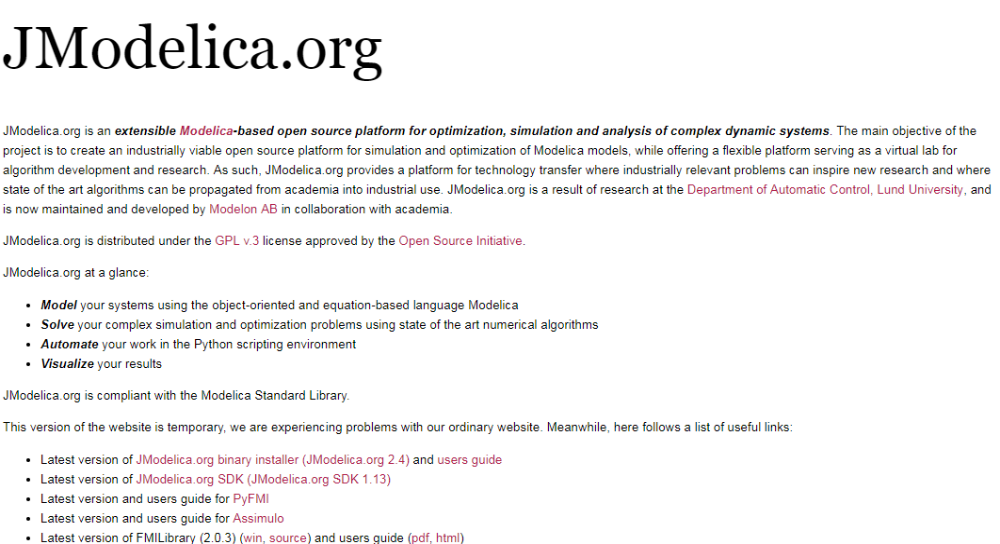 JModelica.org
JModelica.org is an extensible Modelica-based open source platform for optimization, simulation and analysis of complex dynamic systems. The main objective of the
project is to create an industrially viable open source platform for simulation and optimization of Modelica models, while offering a flexible platform serving as a virtual lab for
algorithm development and research. As such, JModelica.org provides a platform for technology transfer where industrially relevant problems can inspire new research and where
state of the art algorithms can be propagated from academia into industrial use. JModelica.org is a result of research at the Department of Automatic Control, Lund University, and
is now maintained and developed by Modelon AB in collaboration with academia.
JModelica.org is distributed under the GPL v.3 license approved by the Open Source Initiative.
JModelica.org at a glance:
• Model your systems using the object-oriented and equation-based language Modelica
• Solve your complex simulation and optimization problems using state of the art numerical algorithms
• Automate your work in the Python scripting environment
• Visualize your results
JModelica.org is compliant with the Modelica Standard Library.
This version of the website is temporary, we are experiencing problems with our ordinary website. Meanwhile, here follows a list of useful links:
• Latest version of JModelica.org binary installer (JModelica.org 2.4) and users guide
• Latest version of JModelica.org SDK (JModelica.org SDK 1.13)
• Latest version and users guide for PyFMI
• Latest version and users guide for Assimulo
• Latest version of FMILibrary (2.0.3) (win, source) and users guide (pdf, html)